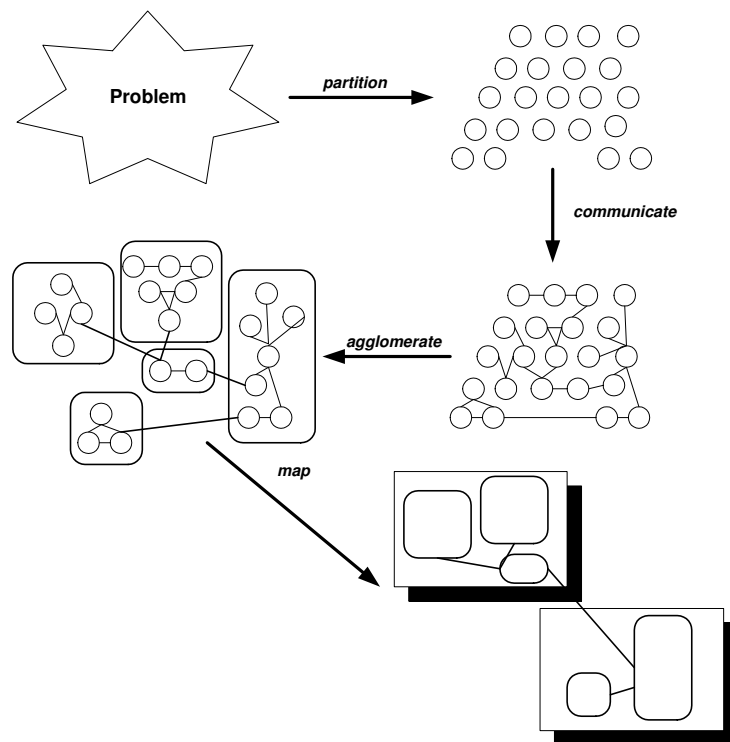 Problem
partition
communicate
agglomerate
map